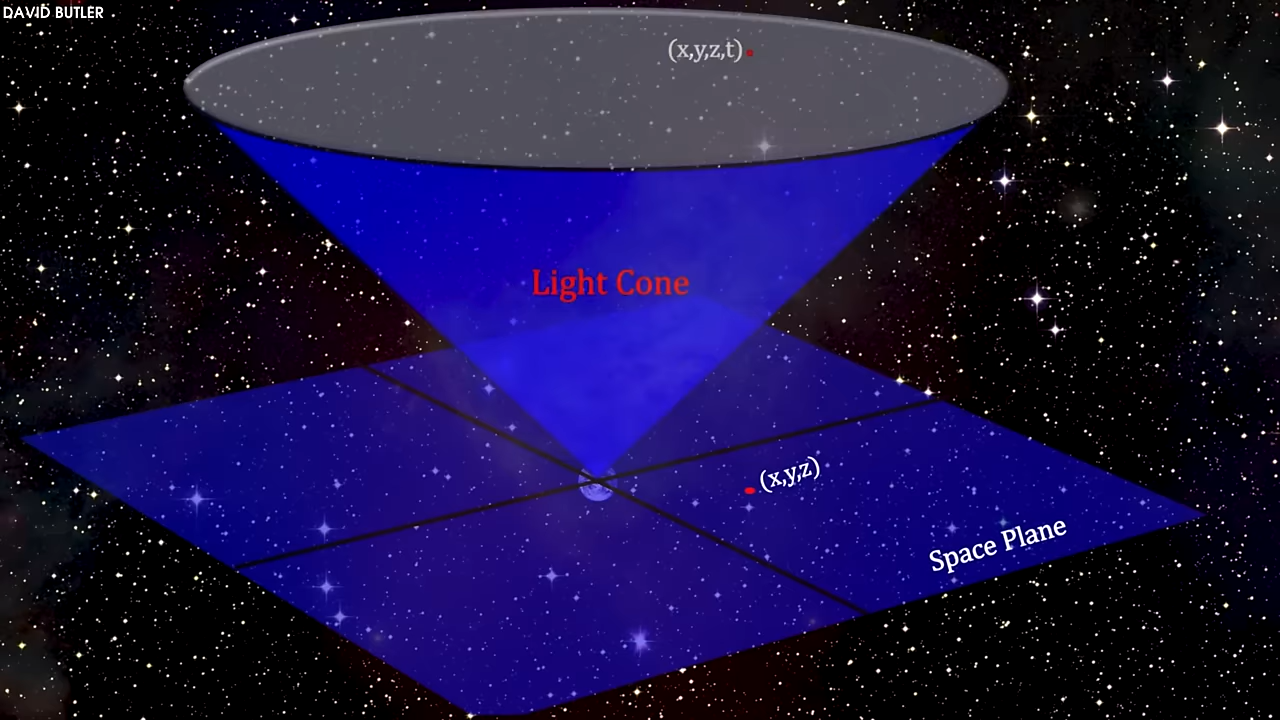 DAVID BUTLER
(x,y,z,t)
Light Cone
(x,y,z)
Space Plane